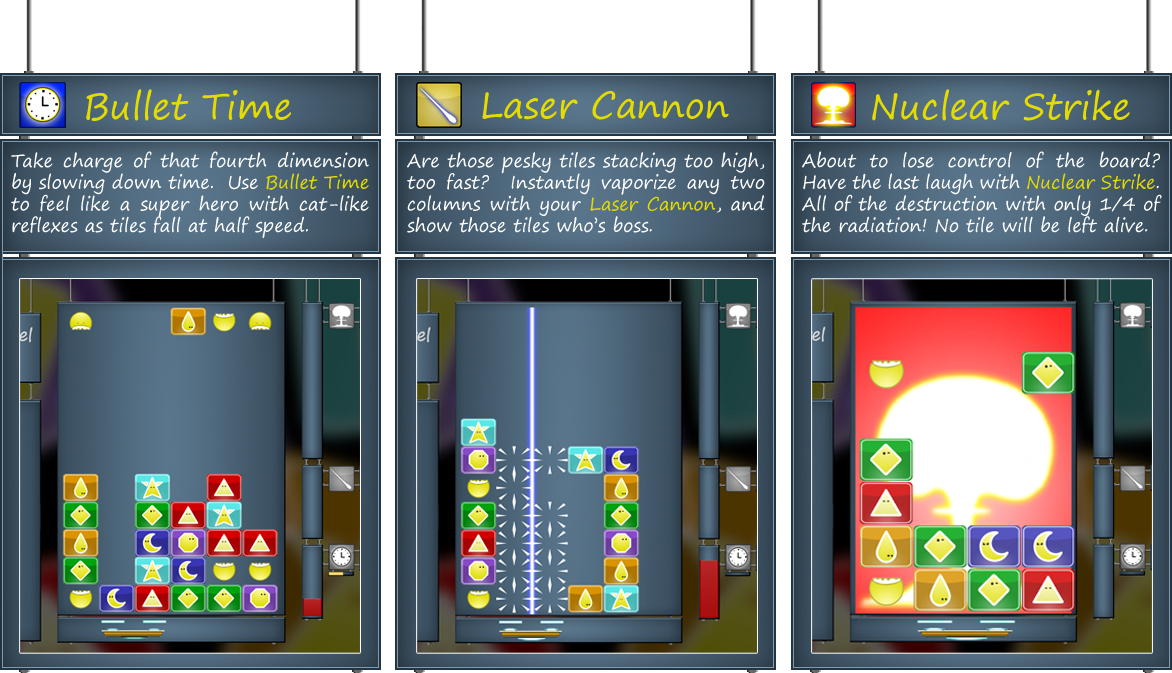 Bullet Time
Take charge of that fourth dimension
by slowing down time. Use Bullet Time
to feel like a super hero with cat-like
reflexes as tiles fall at half speed.
el
Laser Cannon
Are those pesky tiles stacking too high,
too fast? Instantly vaporize any two
columns with your Laser Cannon, and
show those tiles who's boss.
el
Nuclear Strike
About to lose control of the board?
Have the last laugh with Nuclear Strike.
All of the destruction with only 1/4 of
the radiation! No tile will be left alive.
el